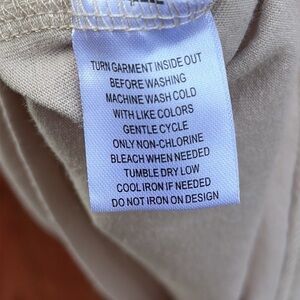 TURN GARMENT INSIDE OUT
BEFORE WASHING
MACHINE WASH COLD
WITH LIKE COLORS
GENTLE CYCLE
ONLY NON-CHLORINE
BLEACH WHEN NEEDED
TUMBLE DRY LOW
COOL IRON IF NEEDED
DO NOT IRON ON DESIGN